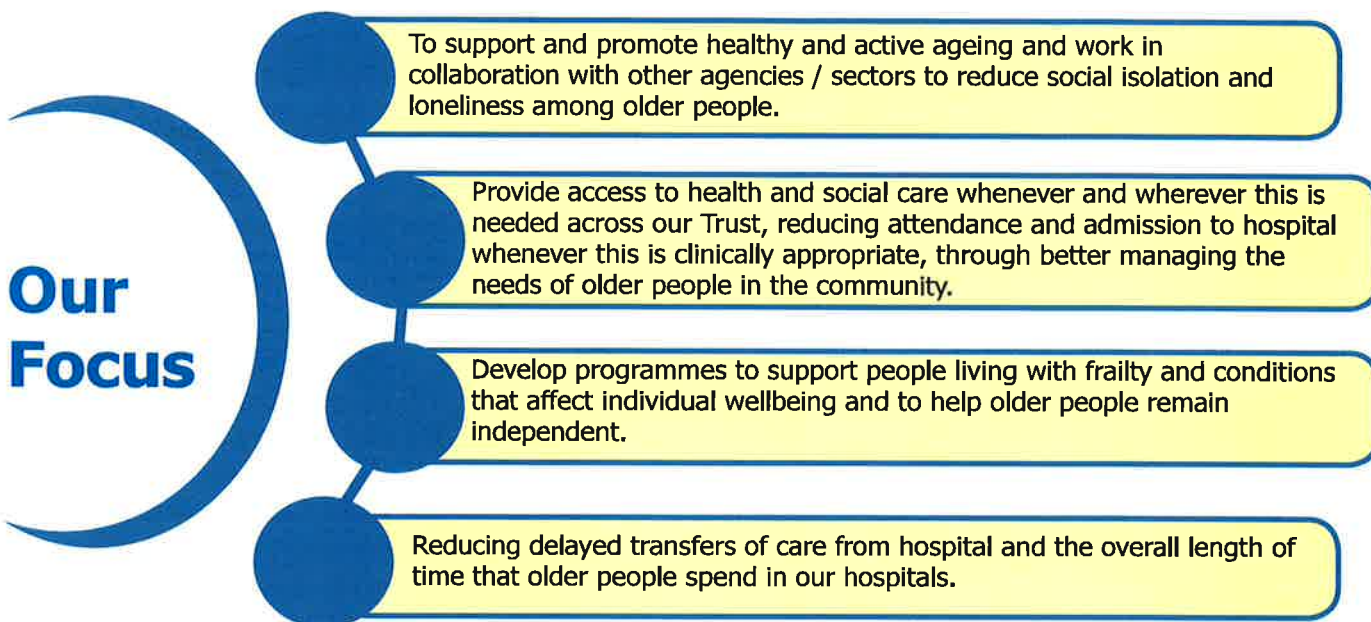 Our
Focus
To support and promote healthy and active ageing and work in
collaboration with other agencies / sectors to reduce social isolation and
loneliness among older people.
Provide access to health and social care whenever and wherever this is
needed across our Trust, reducing attendance and admission to hospital
whenever this is clinically appropriate, through better managing the
needs of older people in the community.
Develop programmes to support people living with frailty and conditions
that affect individual wellbeing and to help older people remain
independent.
Reducing delayed transfers of care from hospital and the overall length of
time that older people spend in our hospitals.